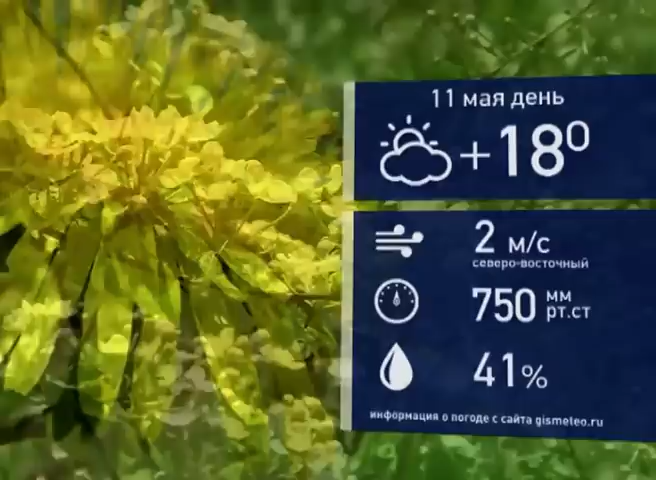 11 мая день
+18°
2 м/с
северо-восточный
750 мм
рт.ст
41%
информация о погоде с сайта gismeteo.ru